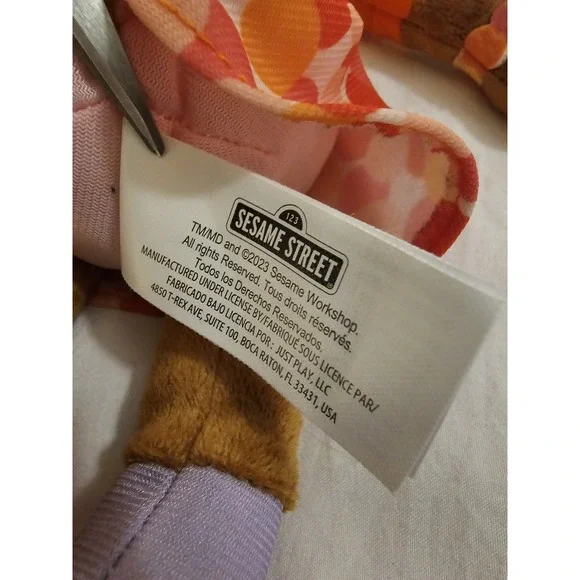 123
SESAME STREET
TM/MD and ©2023 Sesame Workshop.
All rights Reserved. Tous droits réservés.
Todos los Derechos Reservados.
MANUFACTURED UNDER LICENSE BY/FABRIQUÉ SOUS LICENCE PAR/
FABRICADO BAJO LICENCIA POR : JUST PLAY, LLC
4850 T-REX AVE, SUITE 100, BOCA RATON, FL 33431, USA